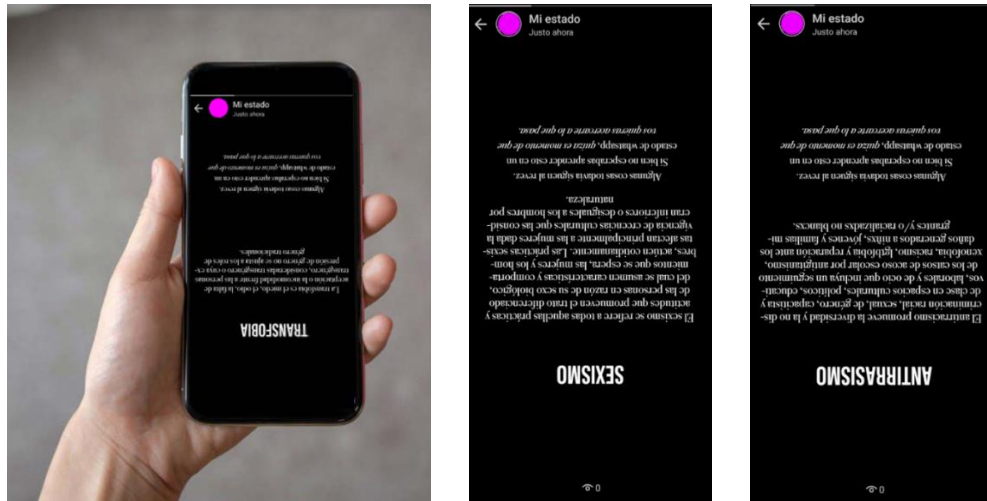 Mi estado
Justo ahora
TRANSFOBIA
La transfobia es el miedo, el odio, la falta de
aceptación o la incomodidad frente a las personas
transgénero, consideradas transgénero o cuya ex-
presión de género no se ajusta a los roles de
género tradicionales.
Algunas cosas todavía siguen al revez.
Si bien no esperabas aprender esto en un
estado de whatsapp, quiza es momento de que
vos quieras acercarte a lo que pasa.
Mi estado
Justo ahora
SEXISMO
El sexismo se refiere a todas aquellas prácticas y
actitudes que promueven el trato diferenciado
de las personas en razón de su sexo biológico,
del cual se asumen características y comporta-
mientos que se espera, las mujeres y los hom-
bres, actúen cotidianamente. Las prácticas sexis-
tas afectan principalmente a las mujeres dada la
vigencia de creencias culturales que las consid-
eran inferiores o desiguales a los hombres por
naturaleza.
Algunas cosas todavía siguen al revez.
Si bien no esperabas aprender esto en un
estado de whatsapp, quiza es momento de que
vos quieras acercarte a lo que pasa.
0
Mi estado
Justo ahora
ANTIRRASISMO
El antirracismo promueve la diversidad y la no dis-
criminación racial, sexual, de género, capacitista y
de clase en espacios culturales, políticos, educati-
vos, laborales y de ocio que incluya un seguimiento
de los casos de acoso escolar por antigitanismo,
xenofobia, racismo, lgtbfobia y reparación ante los
daños generados a niñxs, jóvenes y familias mi-
grantes y/o racializadxs no blancxs.
Algunas cosas todavía siguen al revez.
Si bien no esperabas aprender esto en un
estado de whatsapp, quiza es momento de que
vos quieras acercarte a lo que pasa.
0